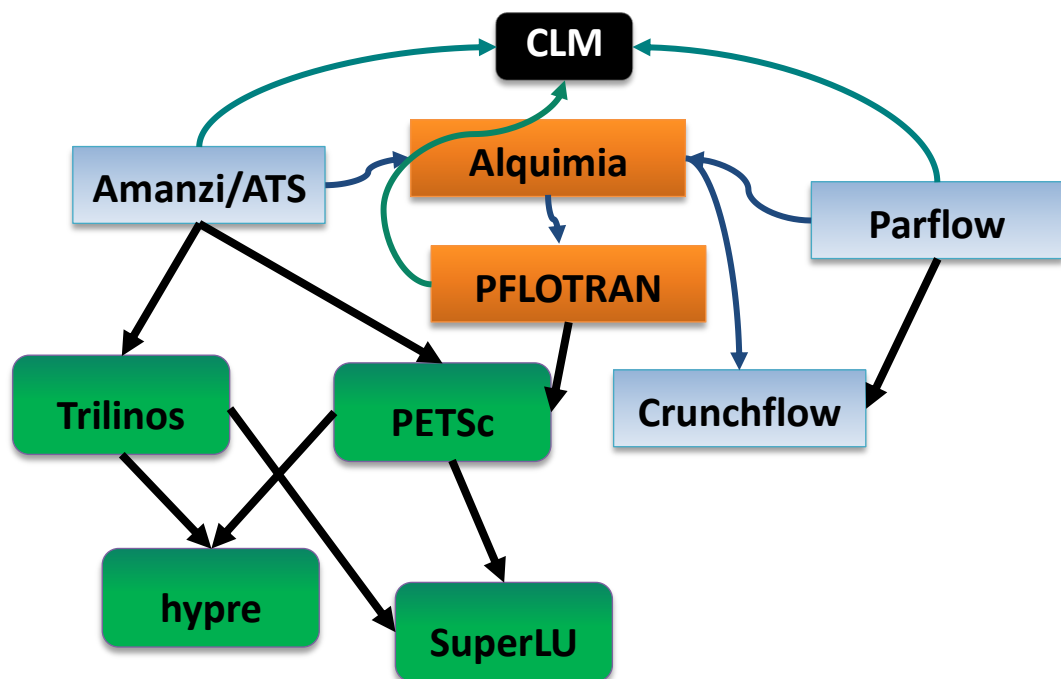 CLM
Alquimia
Amanzi/ATS
Parflow
PFLOTRAN
Trilinos
PETSc
Crunchflow
hypre
SuperLU